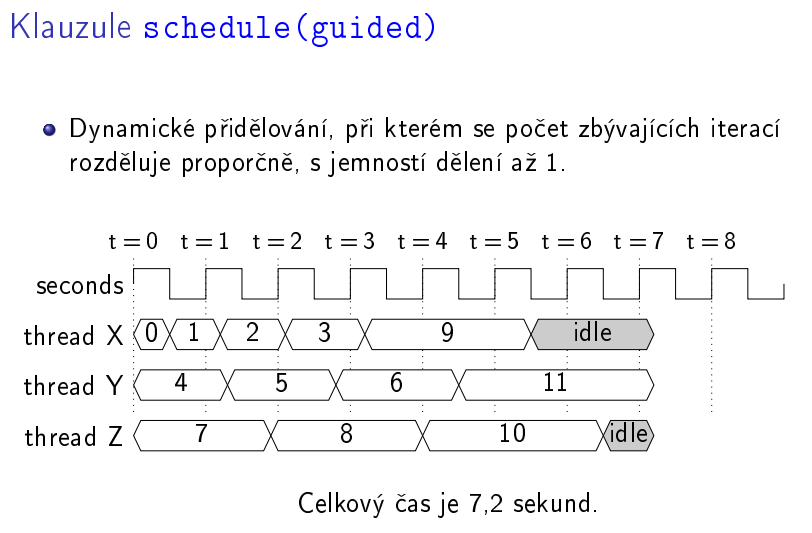 Klauzule schedule(guided)
Dynamické přidělování, při kterém se počet zbývajících iterací
rozděluje proporčně, s jemností dělení až 1.
t = 0 t = 1 t = 2 t = 3 t = 4 t = 5 t = 6 t = 7 t = 8
seconds
thread X 0 1 2 3 9 idle
thread Y 4 5 6 11
thread Z 7 8 10 idle
Celkový čas je 7,2 sekund.